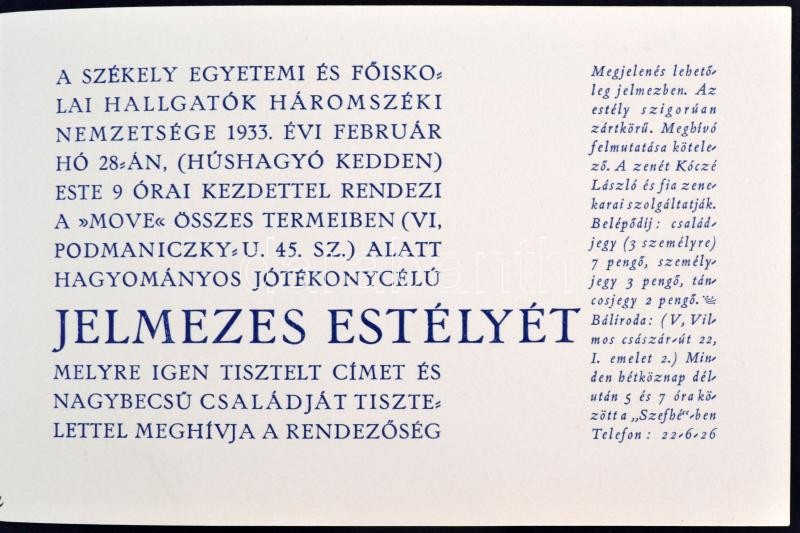 A SZÉKELY EGYETEMI ÉS FŐISKO=
LAI HALLGATÓK HÁROMSZÉKI
NEMZETSÉGE 1933. ÉVI FEBRUÁR
HÓ 28=ÁN, (HÚSHAGYÓ KEDDEN)
ESTE 9 ÓRAI KEZDETTEL RENDEZI
A »MOVE« ÖSSZES TERMEIBEN (VI,
PODMANICZKY=U. 45. SZ.) ALATT
HAGYOMÁNYOS JÓTÉKONYCÉLÚ
JELMEZES ESTÉLYÉT
MELYRE IGEN TISZTELT CÍMET ÉS
NAGYBECSŰ CSALÁDJÁT TISZTE=
LETTEL MEGHÍVJA A RENDEZŐSÉG
Megjelenés lehető-
leg jelmezben. Az
estély szigorúan
zártkörű. Meghívó
felmutatása kötele-
ző. A zenét Kóczé
László és fia zene-
karai szolgáltatják.
Belépődíj: család-
jegy (3 személyre)
7 pengő, személy-
jegy 3 pengő, tán-
cosjegy 2 pengő.
Báliroda: (V, Vil-
mos császár-út 22,
I. emelet 2.) Min-
den hétköznap dél-
után 5 és 7 óra kö-
zött a „Szefhé"-ben
Telefon: 22-6-26
darabanth